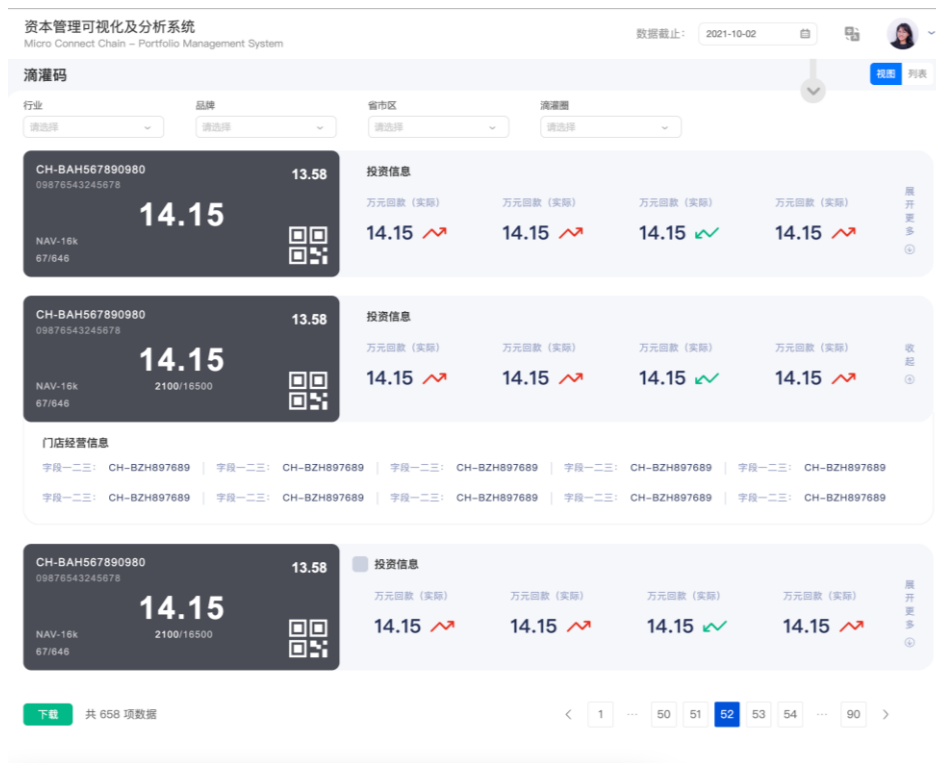 资本管理可视化及分析系统
Micro Connect Chain – Portfolio Management System
数据截止： 2021-10-02
滴灌码
视图 列表
行业 品牌 省市区 滴灌圈
请选择 请选择 请选择 请选择
CH-BAH567890980
09876543245678
13.58
14.15
NAV-16k
67/646
投资信息
万元回款（实际） 万元回款（实际） 万元回款（实际） 万元回款（实际）
14.15 14.15 14.15 14.15
展开更多
CH-BAH567890980
09876543245678
13.58
14.15
NAV-16k 2100/16500
67/646
投资信息
万元回款（实际） 万元回款（实际） 万元回款（实际） 万元回款（实际）
14.15 14.15 14.15 14.15
收起
门店经营信息
字段一二三： CH-BZH897689 字段一二三： CH-BZH897689 字段一二三： CH-BZH897689 字段一二三： CH-BZH897689 字段一二三： CH-BZH897689
字段一二三： CH-BZH897689 字段一二三： CH-BZH897689 字段一二三： CH-BZH897689 字段一二三： CH-BZH897689 字段一二三： CH-BZH897689
CH-BAH567890980
09876543245678
13.58
14.15
NAV-16k 2100/16500
67/646
投资信息
万元回款（实际） 万元回款（实际） 万元回款（实际） 万元回款（实际）
14.15 14.15 14.15 14.15
展开更多
下载 共 658 项数据
< 1 ··· 50 51 52 53 54 ··· 90 >